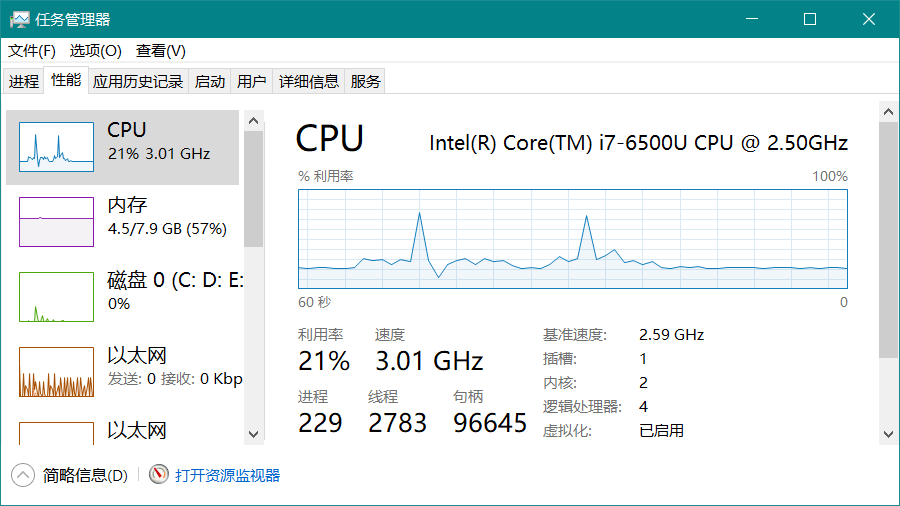 任务管理器
文件(F) 选项(O) 查看(V)
进程 性能 应用历史记录 启动 用户 详细信息 服务
CPU
21% 3.01 GHz
内存
4.5/7.9 GB (57%)
磁盘 0 (C: D: E:
0%
以太网
发送: 0 接收: 0 Kbp
以太网
CPU
Intel(R) Core(TM) i7-6500U CPU @ 2.50GHz
% 利用率 100%
60 秒 0
利用率 速度
21% 3.01 GHz
进程 线程 句柄
229 2783 96645
基准速度: 2.59 GHz
插槽: 1
内核: 2
逻辑处理器: 4
虚拟化: 已启用
简略信息(D) 打开资源监视器